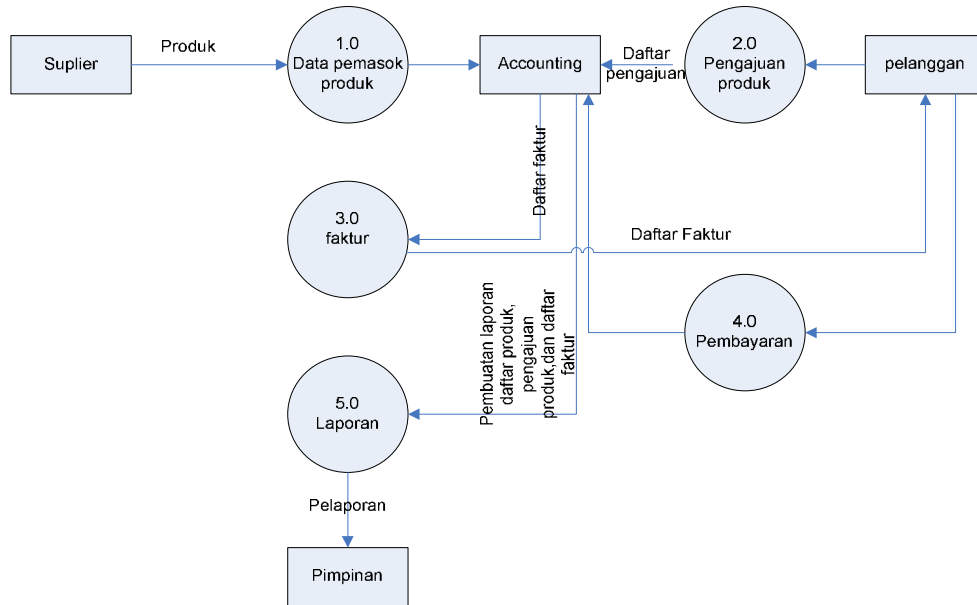 Suplier
Produk
1.0
Data pemasok
produk
Accounting
Daftar
pengajuan
2.0
Pengajuan
produk
pelanggan
Daftar faktur
3.0
faktur
Daftar Faktur
Pembuatan laporan
daftar produk,
pengajuan
produk,dan daftar
faktur
4.0
Pembayaran
5.0
Laporan
Pelaporan
Pimpinan